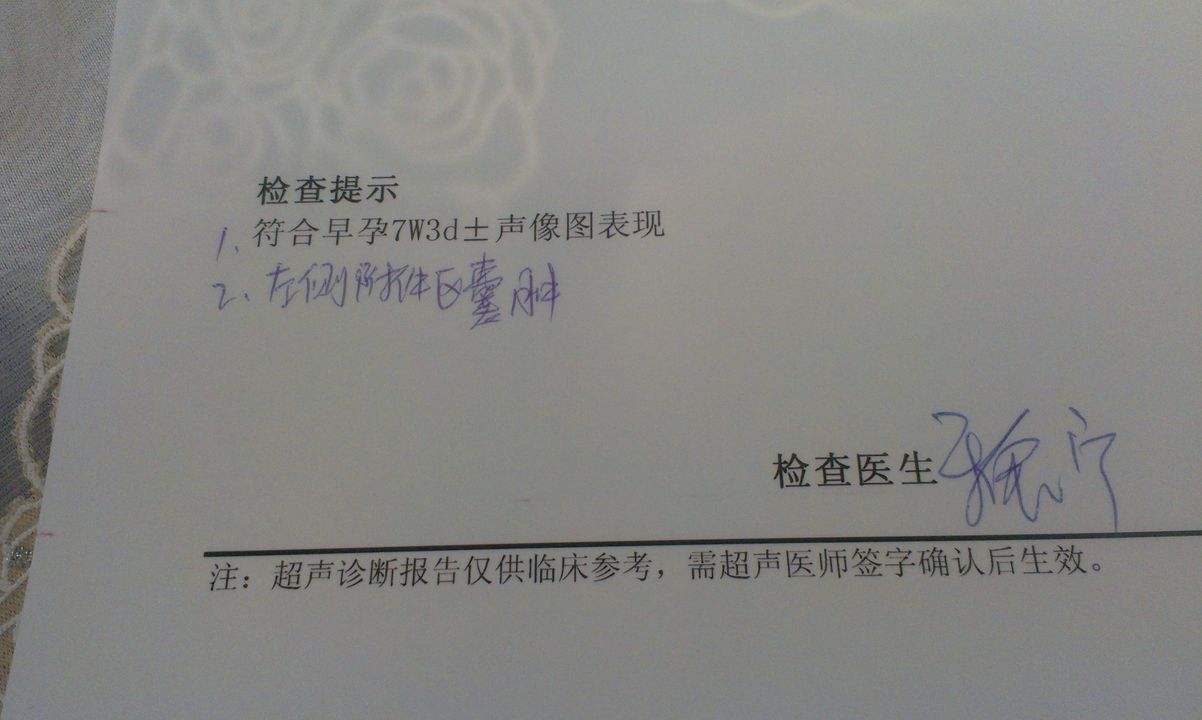 检查提示
1、符合早孕7W3d±声像图表现
2、左侧附件区囊肿
检查医生
注：超声诊断报告仅供临床参考，需超声医师签字确认后生效。